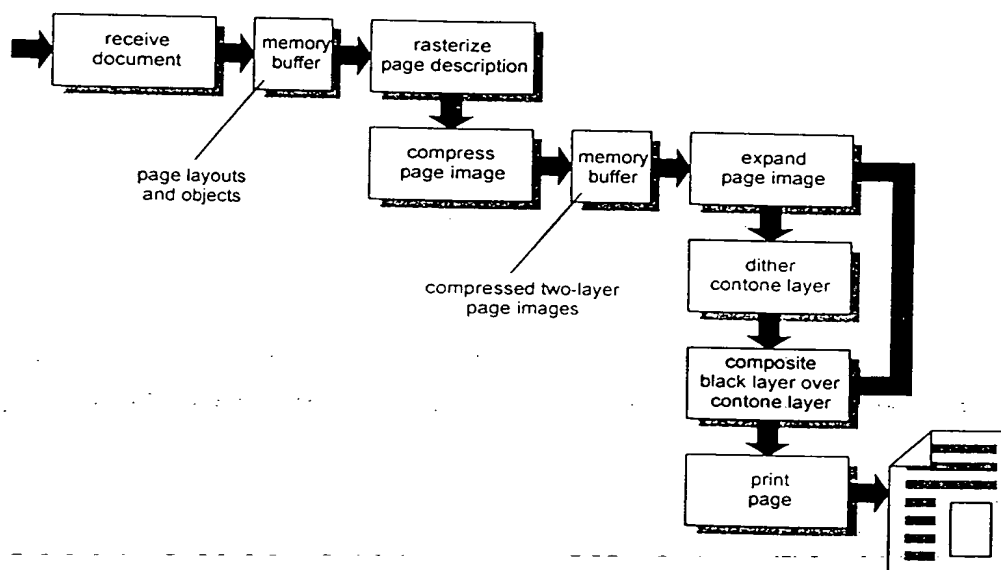 receive
document
memory
buffer
rasterize
page description
page layouts
and objects
compress
page image
memory
buffer
expand
page image
compressed two-layer
page images
dither
contone layer
composite
black layer over
contone layer
print
page